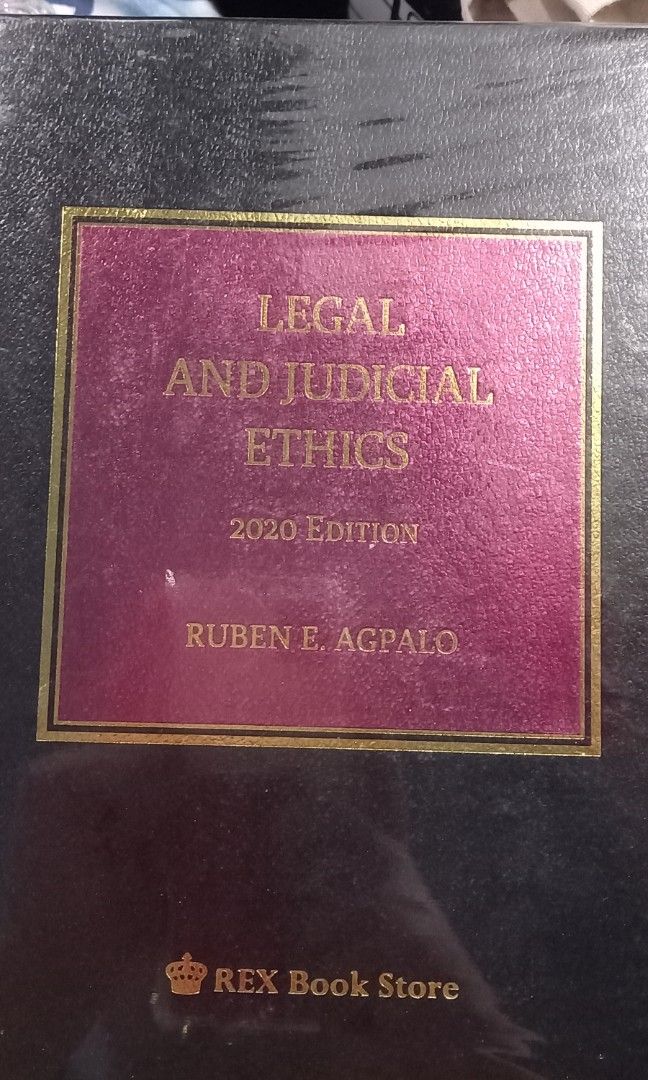 LEGAL
AND JUDICIAL
ETHICS
2020 EDITION
RUBEN E. AGPALO
REX Book Store